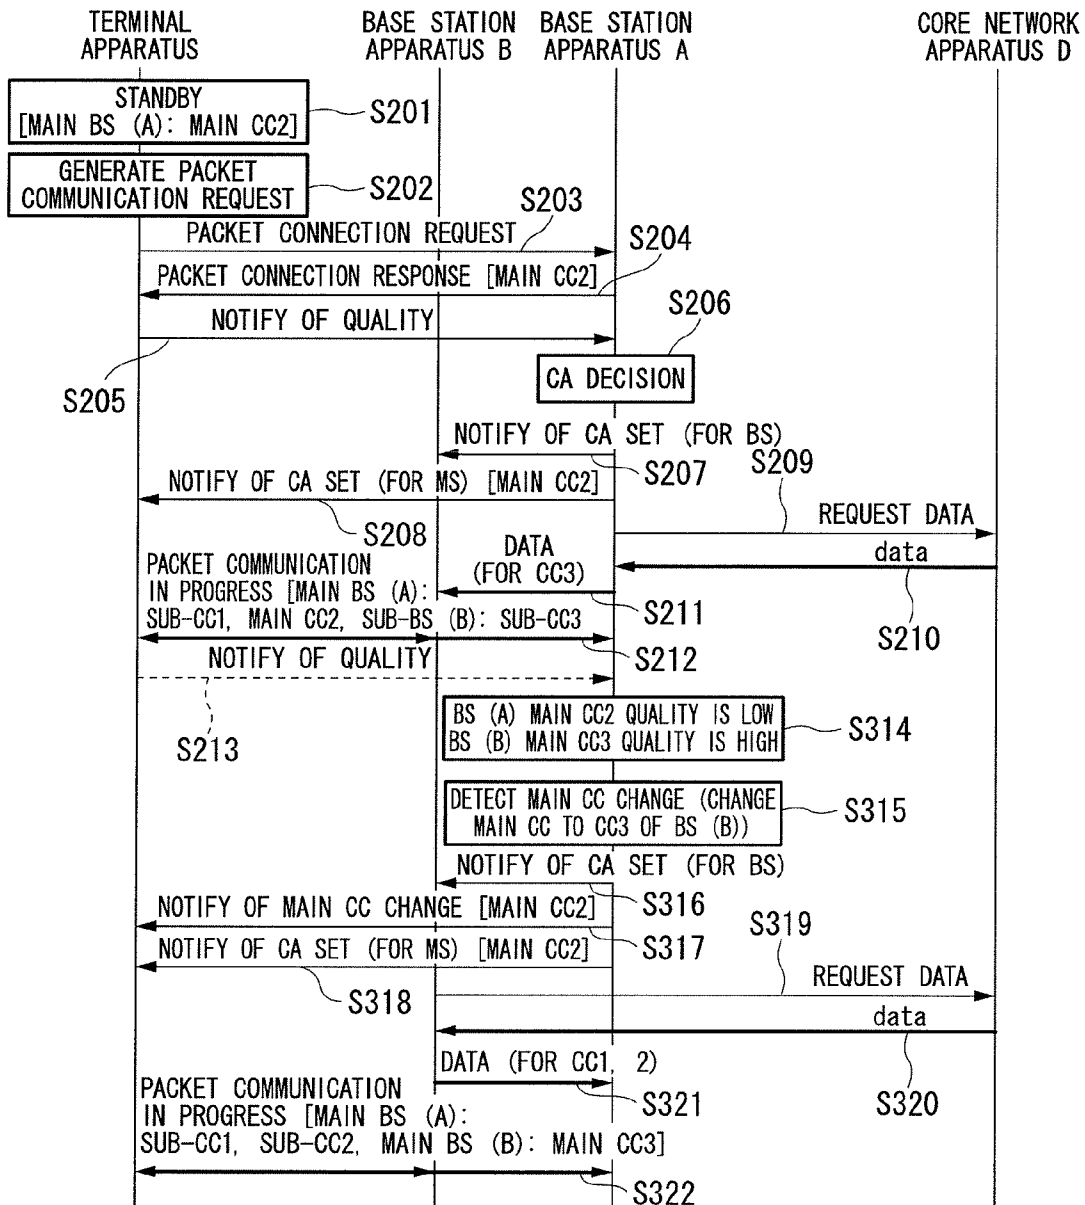 TERMINAL
APPARATUS
BASE STATION
APPARATUS B
BASE STATION
APPARATUS A
CORE NETWORK
APPARATUS D
STANDBY
[MAIN BS (A): MAIN CC2]
S201
GENERATE PACKET
COMMUNICATION REQUEST
S202
S203
PACKET CONNECTION REQUEST
S204
PACKET CONNECTION RESPONSE [MAIN CC2]
NOTIFY OF QUALITY
S205
S206
CA DECISION
NOTIFY OF CA SET (FOR BS)
S207
NOTIFY OF CA SET (FOR MS) [MAIN CC2]
S208
S209
REQUEST DATA
data
S210
DATA
(FOR CC3)
S211
PACKET COMMUNICATION
IN PROGRESS [MAIN BS (A):
SUB-CC1, MAIN CC2, SUB-BS (B): SUB-CC3
S212
NOTIFY OF QUALITY
S213
BS (A) MAIN CC2 QUALITY IS LOW
BS (B) MAIN CC3 QUALITY IS HIGH
S314
DETECT MAIN CC CHANGE (CHANGE
MAIN CC TO CC3 OF BS (B))
S315
NOTIFY OF CA SET (FOR BS)
S316
NOTIFY OF MAIN CC CHANGE [MAIN CC2]
S317
NOTIFY OF CA SET (FOR MS) [MAIN CC2]
S318
S319
REQUEST DATA
data
S320
DATA (FOR CC1, 2)
S321
PACKET COMMUNICATION
IN PROGRESS [MAIN BS (A):
SUB-CC1, SUB-CC2, MAIN BS (B): MAIN CC3]
S322